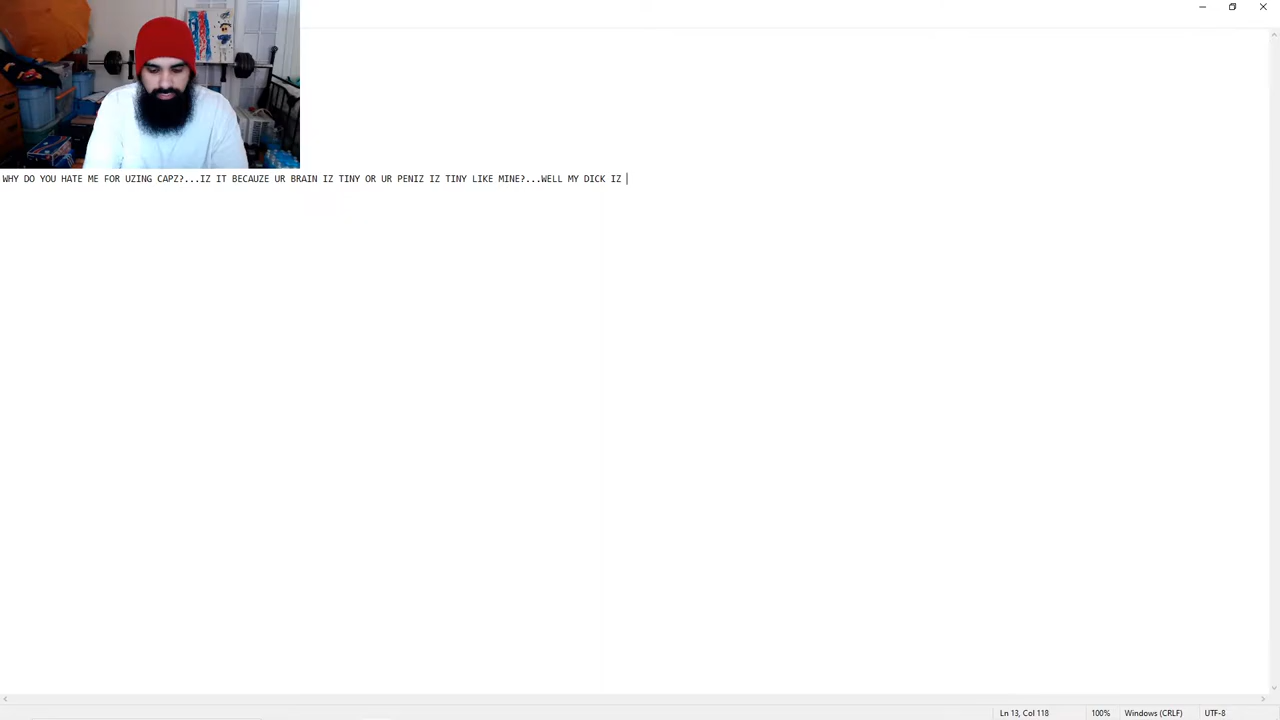 WHY DO YOU HATE ME FOR UZING CAPZ?...IZ IT BECAUZE UR BRAIN IZ TINY OR UR PENIZ IZ TINY LIKE MINE?...WELL MY DICK IZ
Ln 13, Col 118 100% Windows (CRLF) UTF-8